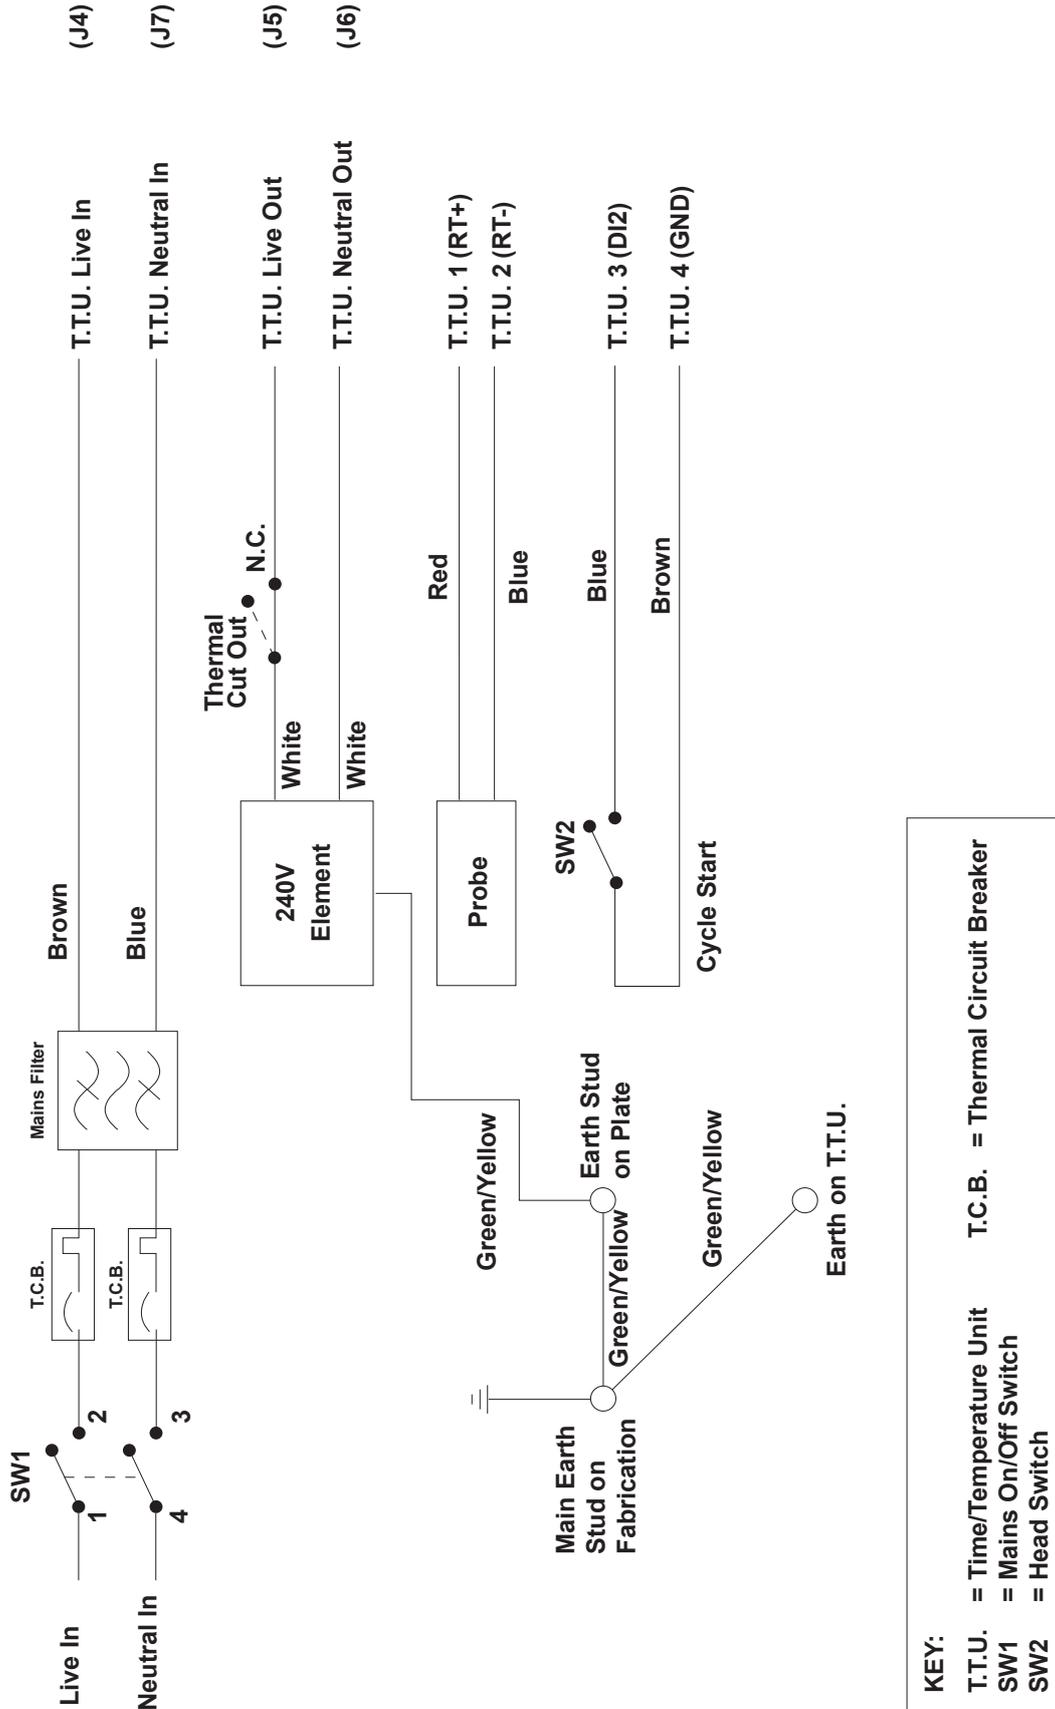 Live In
SW1
1
2
T.C.B.
Mains Filter
Brown
T.T.U. Live In
(J4)
Neutral In
4
3
T.C.B.
Blue
T.T.U. Neutral In
(J7)
Thermal
Cut Out
N.C.
T.T.U. Live Out
(J5)
240V
Element
White
White
T.T.U. Neutral Out
(J6)
Probe
Red
T.T.U. 1 (RT+)
Blue
T.T.U. 2 (RT-)
SW2
Blue
T.T.U. 3 (DI2)
Brown
T.T.U. 4 (GND)
Cycle Start
Green/Yellow
Main Earth
Stud on
Fabrication
Green/Yellow
Earth Stud
on Plate
Green/Yellow
Earth on T.T.U.
KEY:
T.T.U. = Time/Temperature Unit T.C.B. = Thermal Circuit Breaker
SW1 = Mains On/Off Switch
SW2 = Head Switch